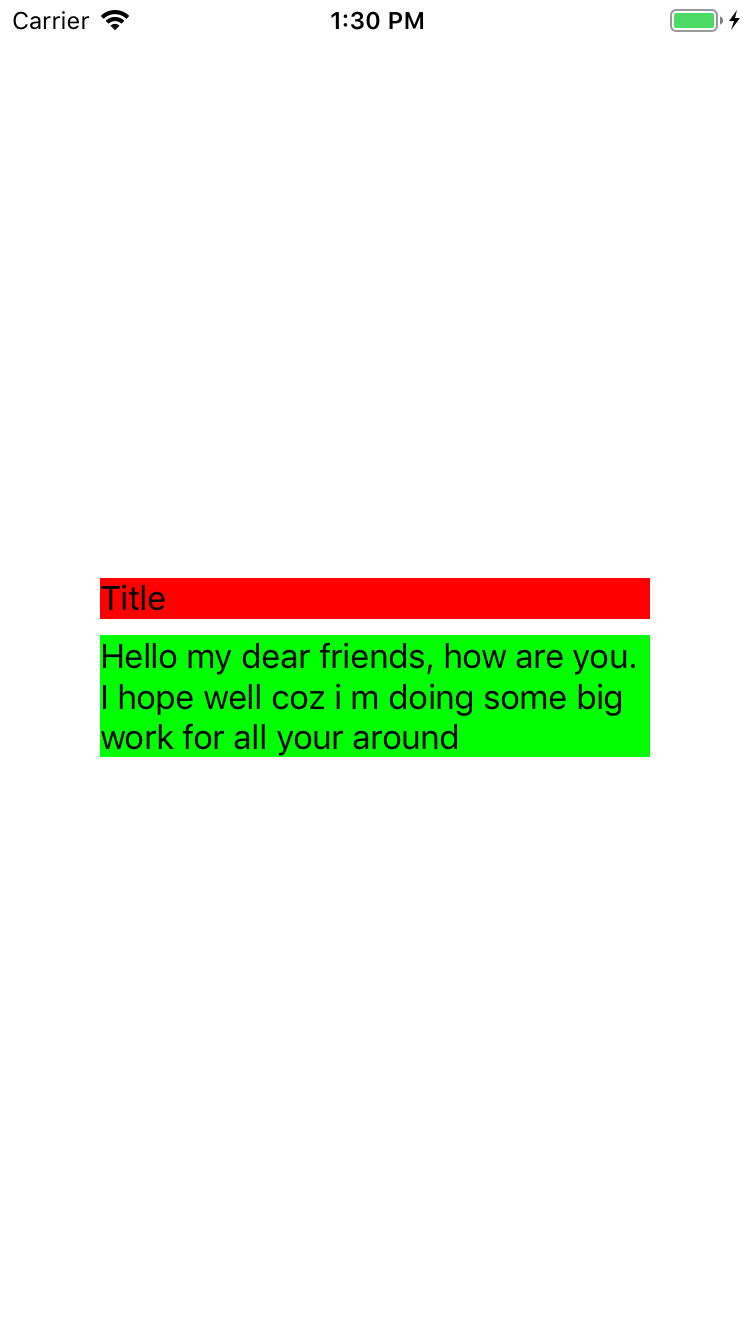 Carrier 1:30 PM
Title
Hello my dear friends, how are you.
I hope well coz i m doing some big
work for all your around